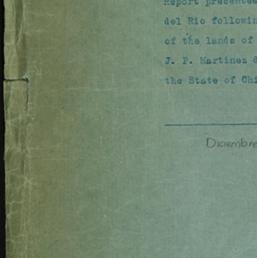 Report presented
del Rio followin
of the lands of
J. P. Martinez d
the State of Chi
Diciembre